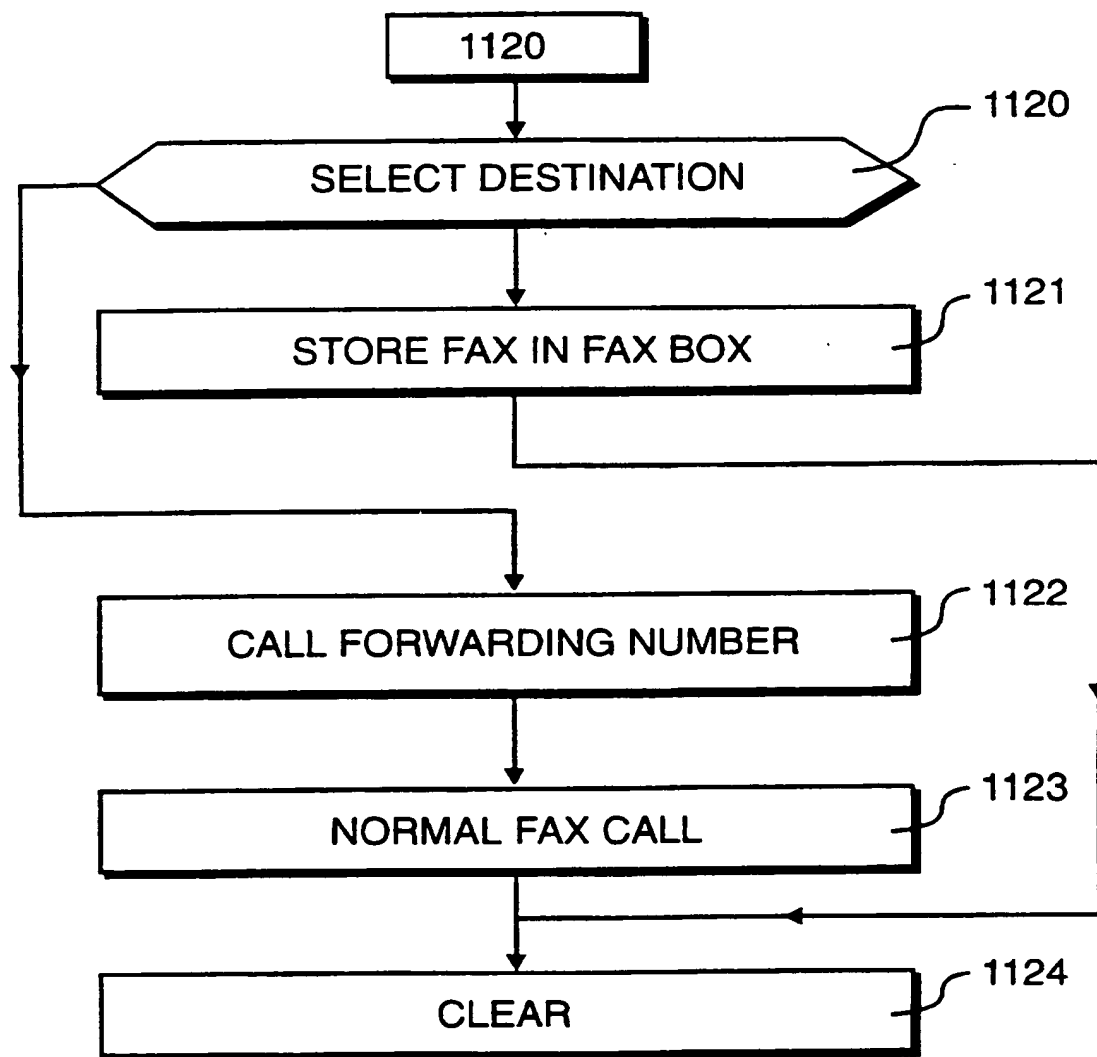 1120
1120
SELECT DESTINATION
1121
STORE FAX IN FAX BOX
1122
CALL FORWARDING NUMBER
1123
NORMAL FAX CALL
1124
CLEAR